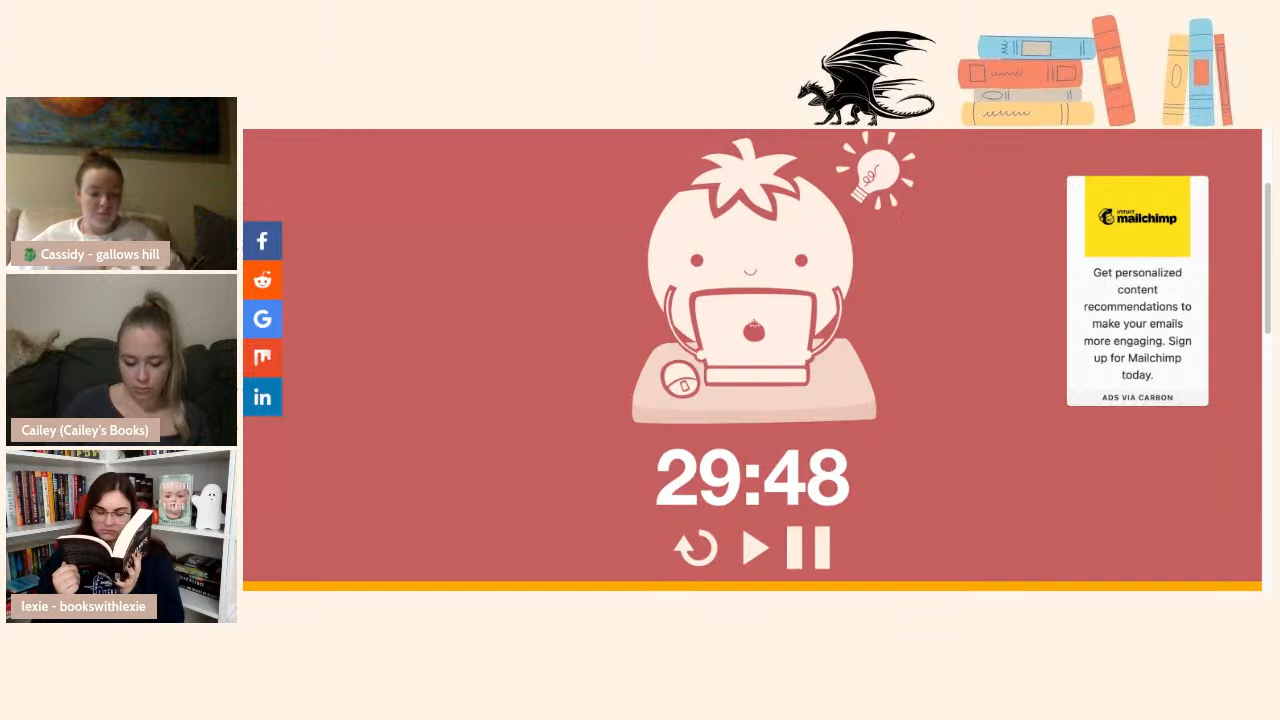 Cassidy - gallows hill
Cailey (Cailey's Books)
lexie - bookswithlexie
29:48
INTUIT
mailchimp
Get personalized
content
recommendations to
make your emails
more engaging. Sign
up for Mailchimp
today.
ADS VIA CARBON